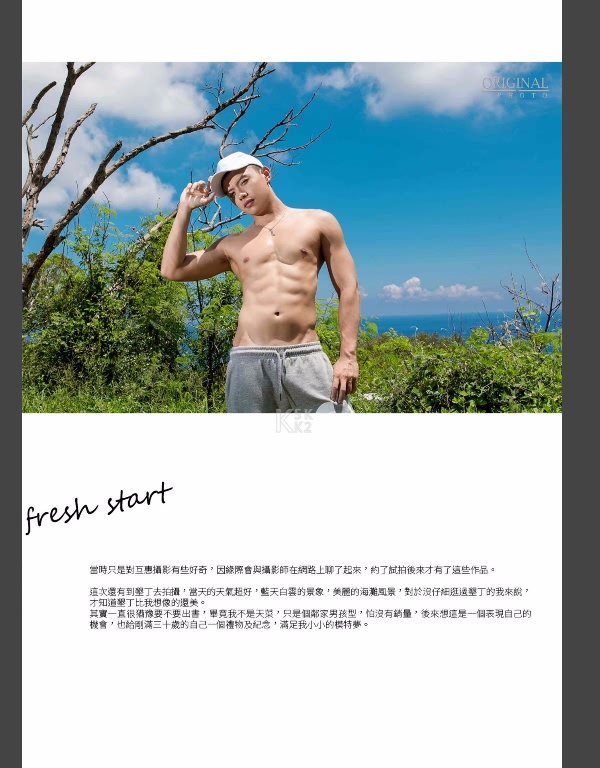 ORIGINAL
PHOTO
K 5K
K2
fresh start
當時只是對互惠攝影有些好奇，因緣際會與攝影師在網路上聊了起來，約了試拍後來才有了這些作品。
這次還有到墾丁去拍攝，當天的天氣超好，藍天白雲的景象，美麗的海灘風景，對於沒仔細逛過墾丁的我來說，
才知道墾丁比我想像的還美。
其實一直很猶豫要不要出書，畢竟我不是天菜，只是個鄰家男孩型，怕沒有銷量，後來想這是一個表現自己的
機會，也給剛滿三十歲的自己一個禮物及紀念，滿足我小小的模特夢。